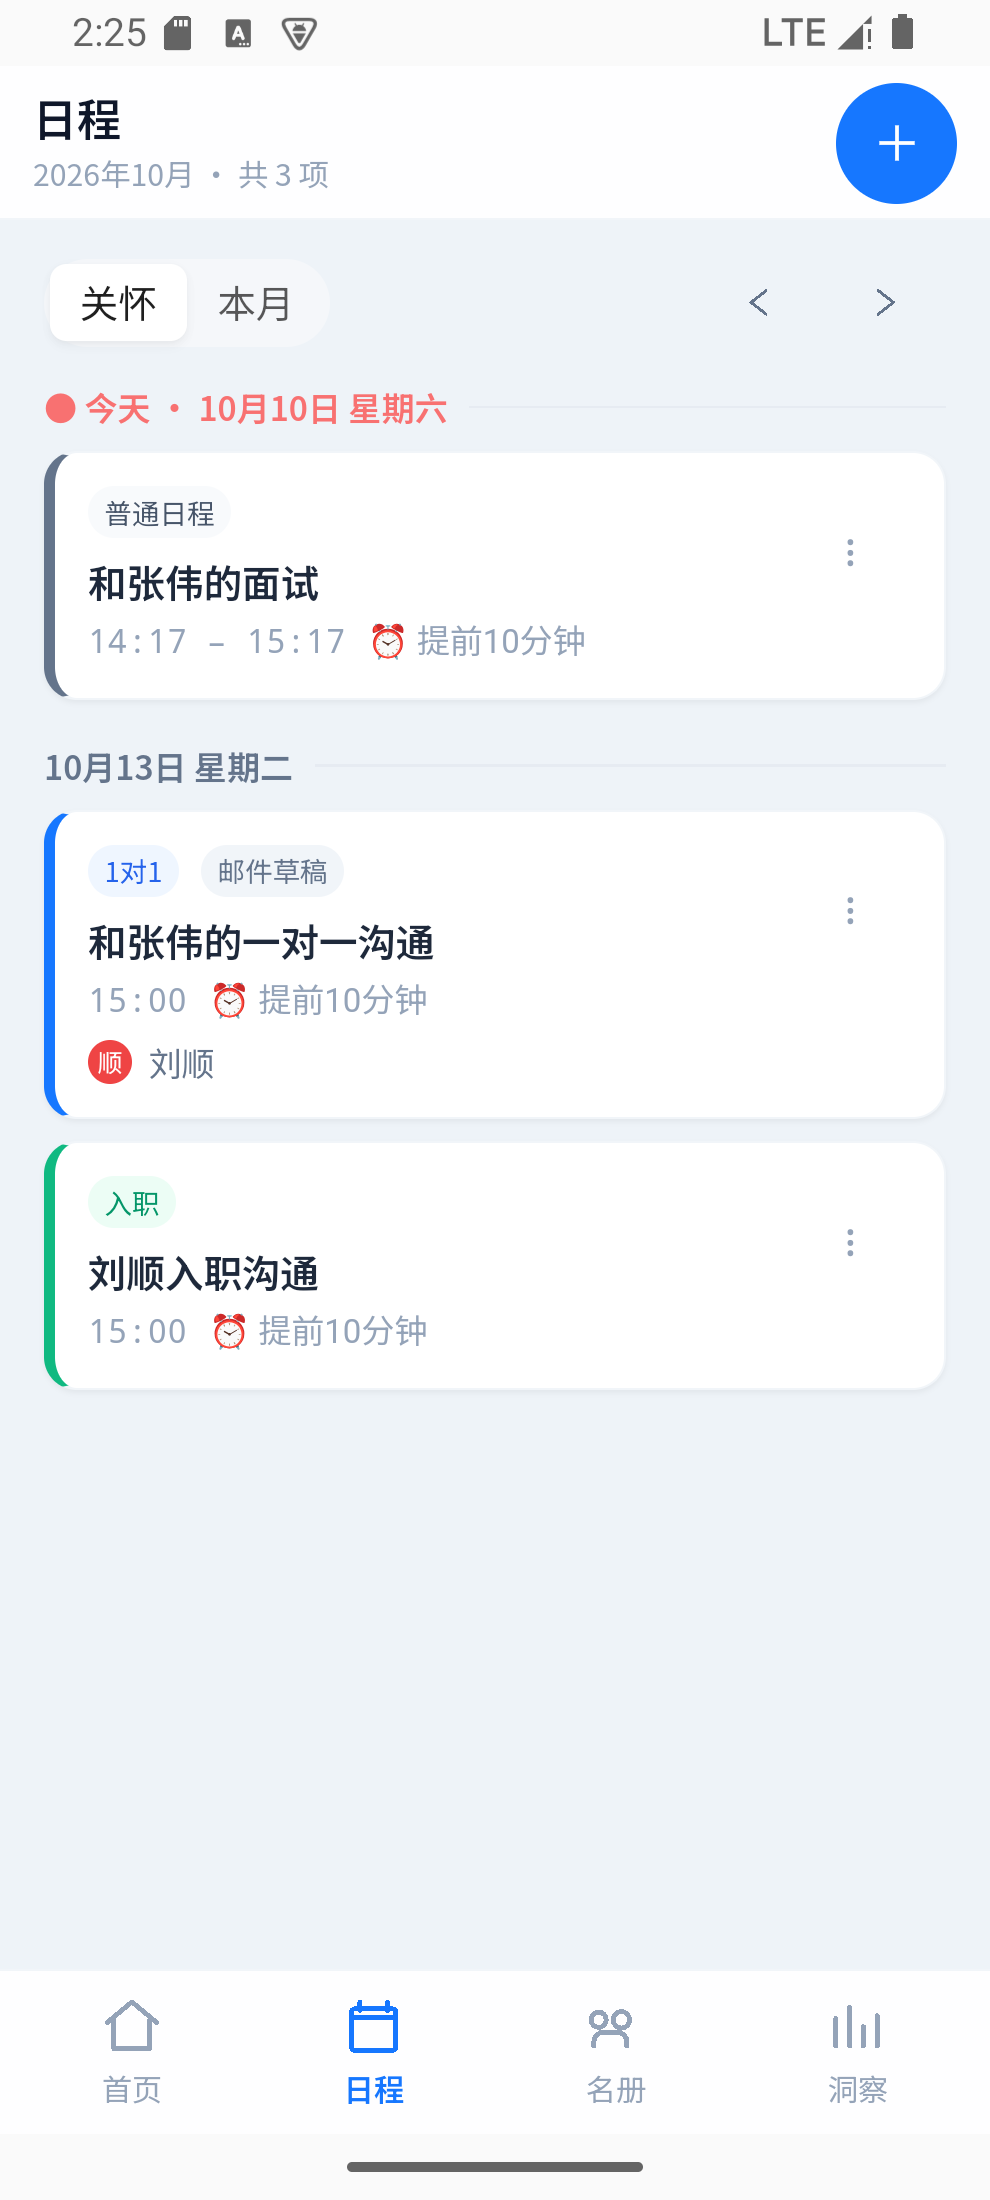 2:25
LTE
日程
2026年10月 · 共 3 项
关怀 本月
今天 · 10月10日 星期六
普通日程
和张伟的面试
14:17 – 15:17 ⏰ 提前10分钟
10月13日 星期二
1对1 邮件草稿
和张伟的一对一沟通
15:00 ⏰ 提前10分钟
顺 刘顺
入职
刘顺入职沟通
15:00 ⏰ 提前10分钟
首页 日程 名册 洞察